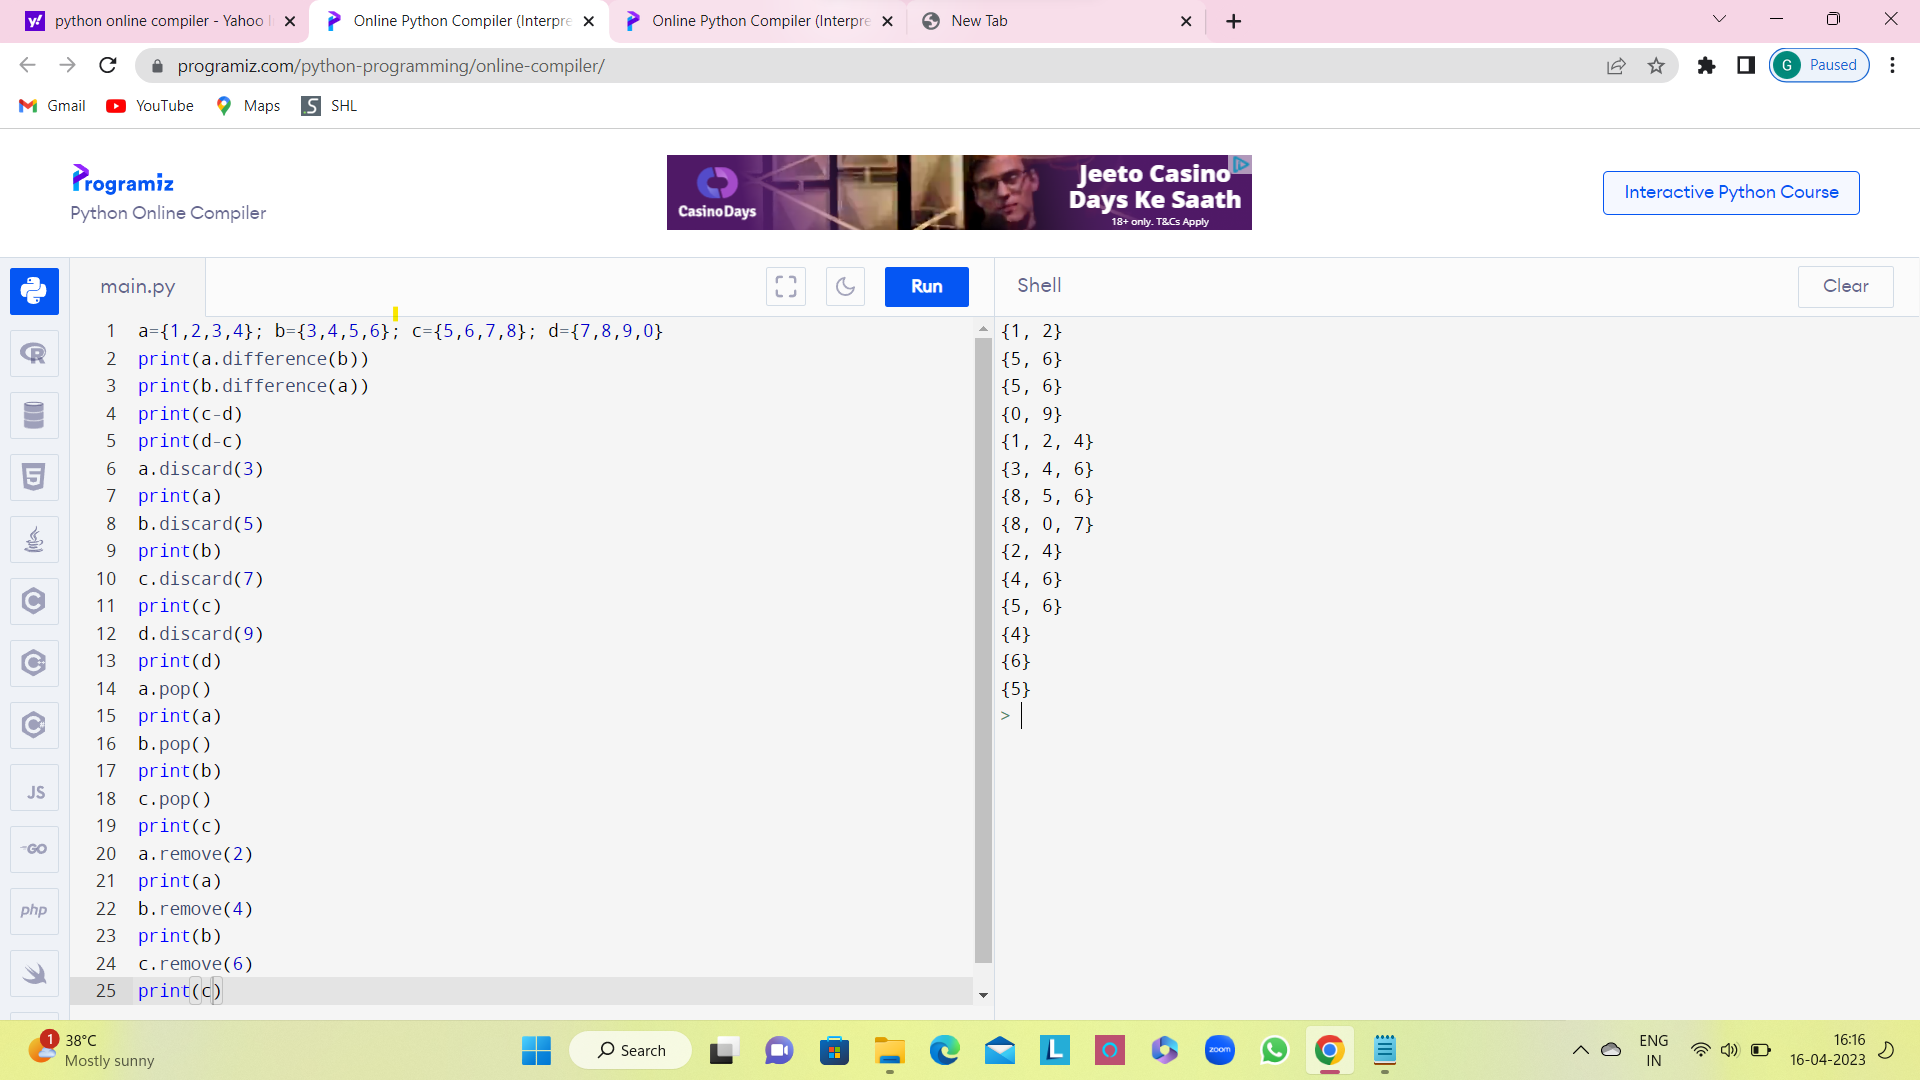 python online compiler - Yahoo I
Online Python Compiler (Interpre
Online Python Compiler (Interpre
New Tab
programiz.com/python-programming/online-compiler/
G Paused
Gmail
YouTube
Maps
SHL
Programiz
Python Online Compiler
CasinoDays
Jeeto Casino
Days Ke Saath
18+ only. T&Cs Apply
Interactive Python Course
main.py
Run
Shell
Clear
1 a={1,2,3,4}; b={3,4,5,6}; c={5,6,7,8}; d={7,8,9,0}
2 print(a.difference(b))
3 print(b.difference(a))
4 print(c-d)
5 print(d-c)
6 a.discard(3)
7 print(a)
8 b.discard(5)
9 print(b)
10 c.discard(7)
11 print(c)
12 d.discard(9)
13 print(d)
14 a.pop()
15 print(a)
16 b.pop()
17 print(b)
18 c.pop()
19 print(c)
20 a.remove(2)
21 print(a)
22 b.remove(4)
23 print(b)
24 c.remove(6)
25 print(c)
{1, 2}
{5, 6}
{5, 6}
{0, 9}
{1, 2, 4}
{3, 4, 6}
{8, 5, 6}
{8, 0, 7}
{2, 4}
{4, 6}
{5, 6}
{4}
{6}
{5}
>
R
5
C
C
C
JS
GO
php
1
38°C
Mostly sunny
Search
L
zoom
ENG
IN
16:16
16-04-2023